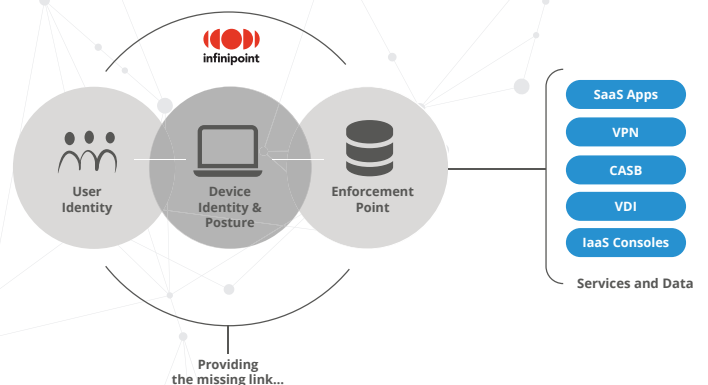 infinipoint
User
Identity
Device
Identity &
Posture
Enforcement
Point
SaaS Apps
VPN
CASB
VDI
IaaS Consoles
Services and Data
Providing
the missing link...